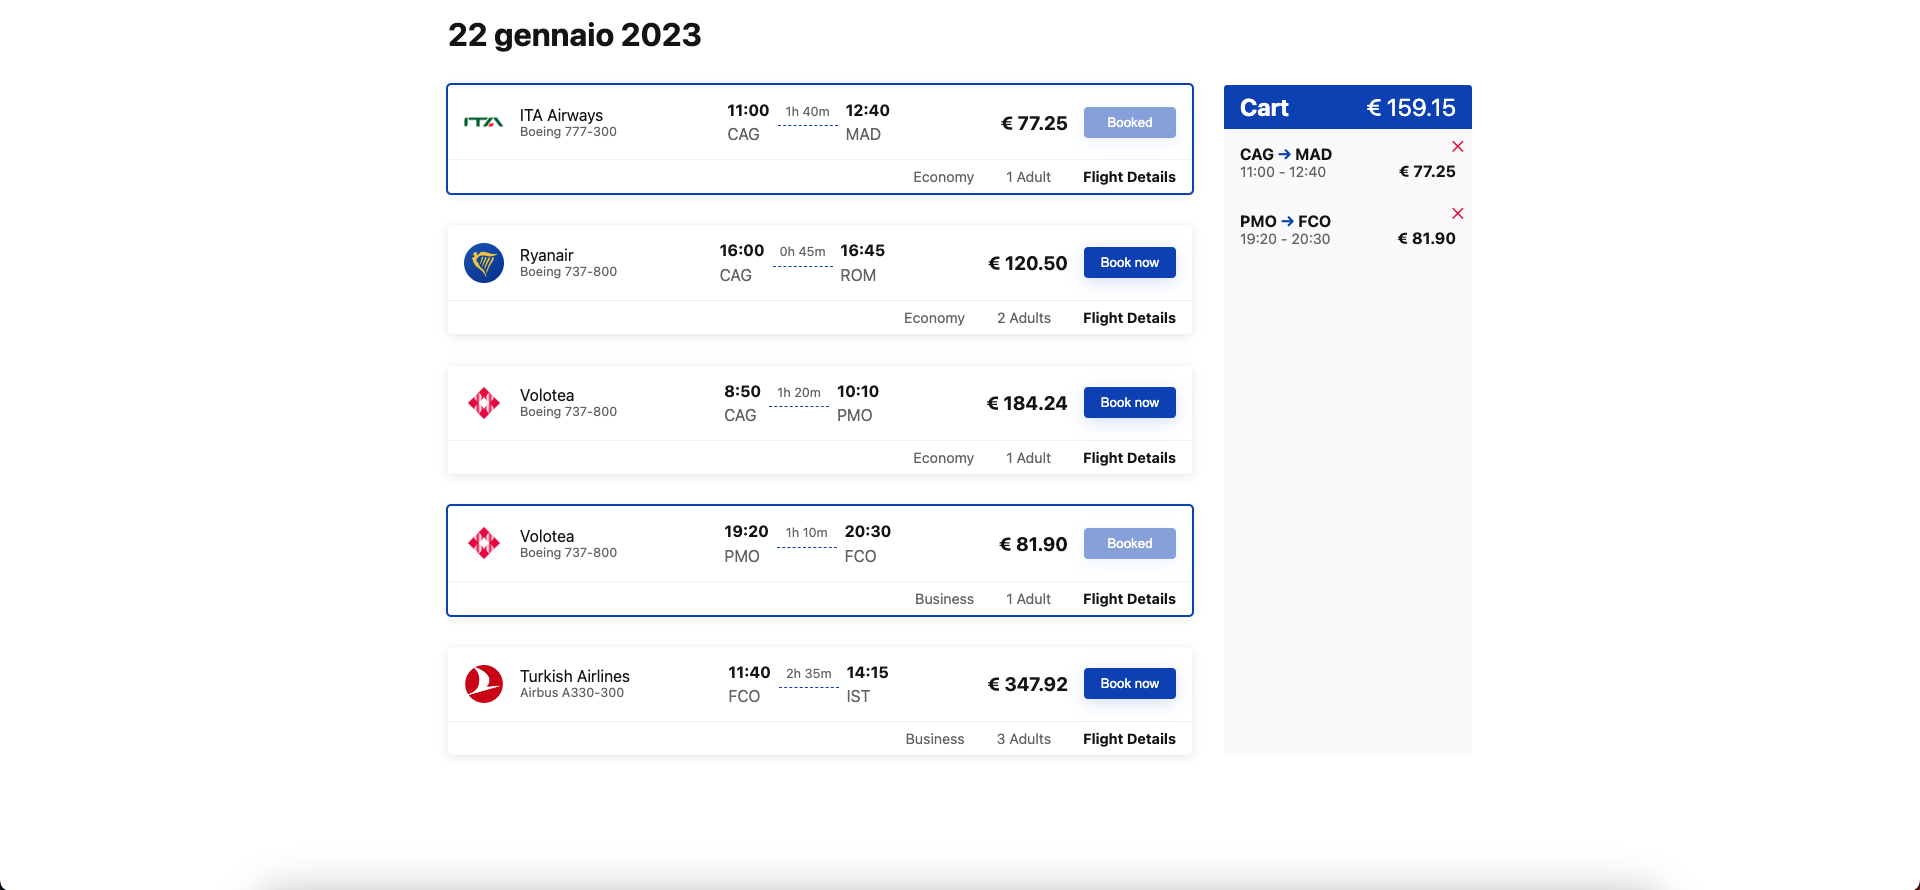 22 gennaio 2023
ITA ITA Airways
Boeing 777-300
11:00 1h 40m 12:40
CAG MAD
€ 77.25 Booked
Economy 1 Adult Flight Details
Ryanair
Boeing 737-800
16:00 0h 45m 16:45
CAG ROM
€ 120.50 Book now
Economy 2 Adults Flight Details
Volotea
Boeing 737-800
8:50 1h 20m 10:10
CAG PMO
€ 184.24 Book now
Economy 1 Adult Flight Details
Volotea
Boeing 737-800
19:20 1h 10m 20:30
PMO FCO
€ 81.90 Booked
Business 1 Adult Flight Details
Turkish Airlines
Airbus A330-300
11:40 2h 35m 14:15
FCO IST
€ 347.92 Book now
Business 3 Adults Flight Details
Cart € 159.15
CAG → MAD
11:00 - 12:40 € 77.25
PMO → FCO
19:20 - 20:30 € 81.90